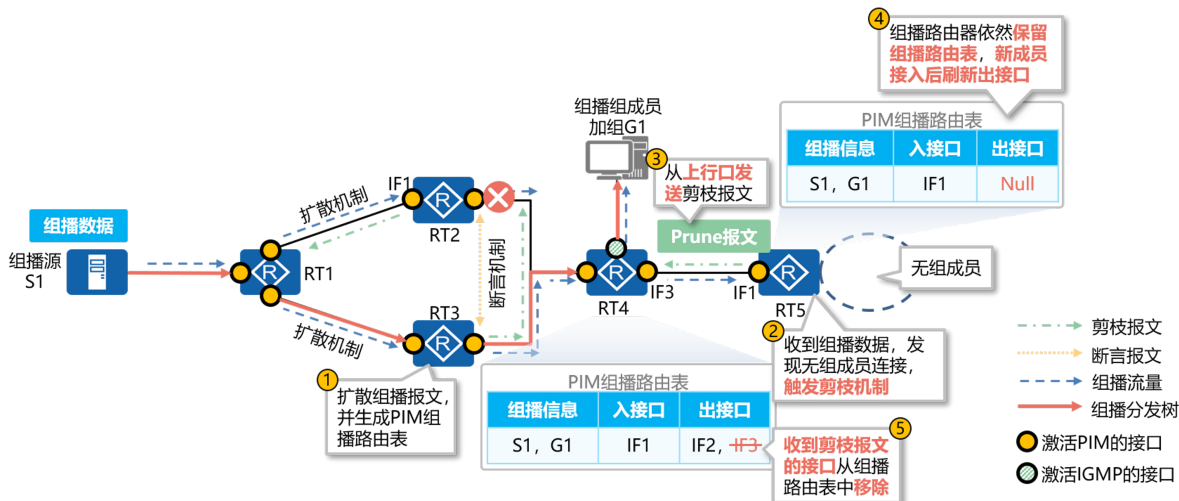 ④
组播路由器依然保留
组播路由表，新成员
接入后刷新出接口
PIM组播路由表
组播信息 入接口 出接口
S1，G1 IF1 Null
组播组成员
加组G1
③
从上行口发
送剪枝报文
Prune报文
组播数据
组播源
S1
扩散机制
IF1
R
RT2
R
RT1
断言机制
R
RT4
IF3
IF1
R
RT5
无组成员
扩散机制
RT3
R
①
扩散组播报文，
并生成PIM组
播路由表
②
收到组播数据，发
现无组成员连接，
触发剪枝机制
PIM组播路由表
组播信息 入接口 出接口
S1，G1 IF1 IF2，IF3
⑤
收到剪枝报文
的接口从组播
路由表中移除
剪枝报文
断言报文
组播流量
组播分发树
激活PIM的接口
激活IGMP的接口